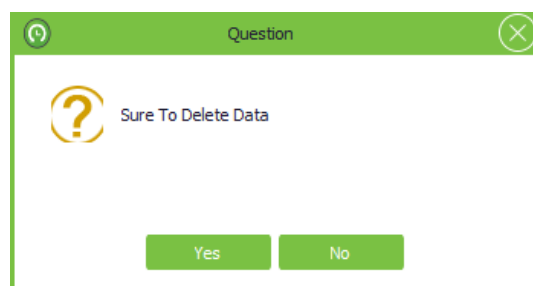 Question
Sure To Delete Data
Yes
No